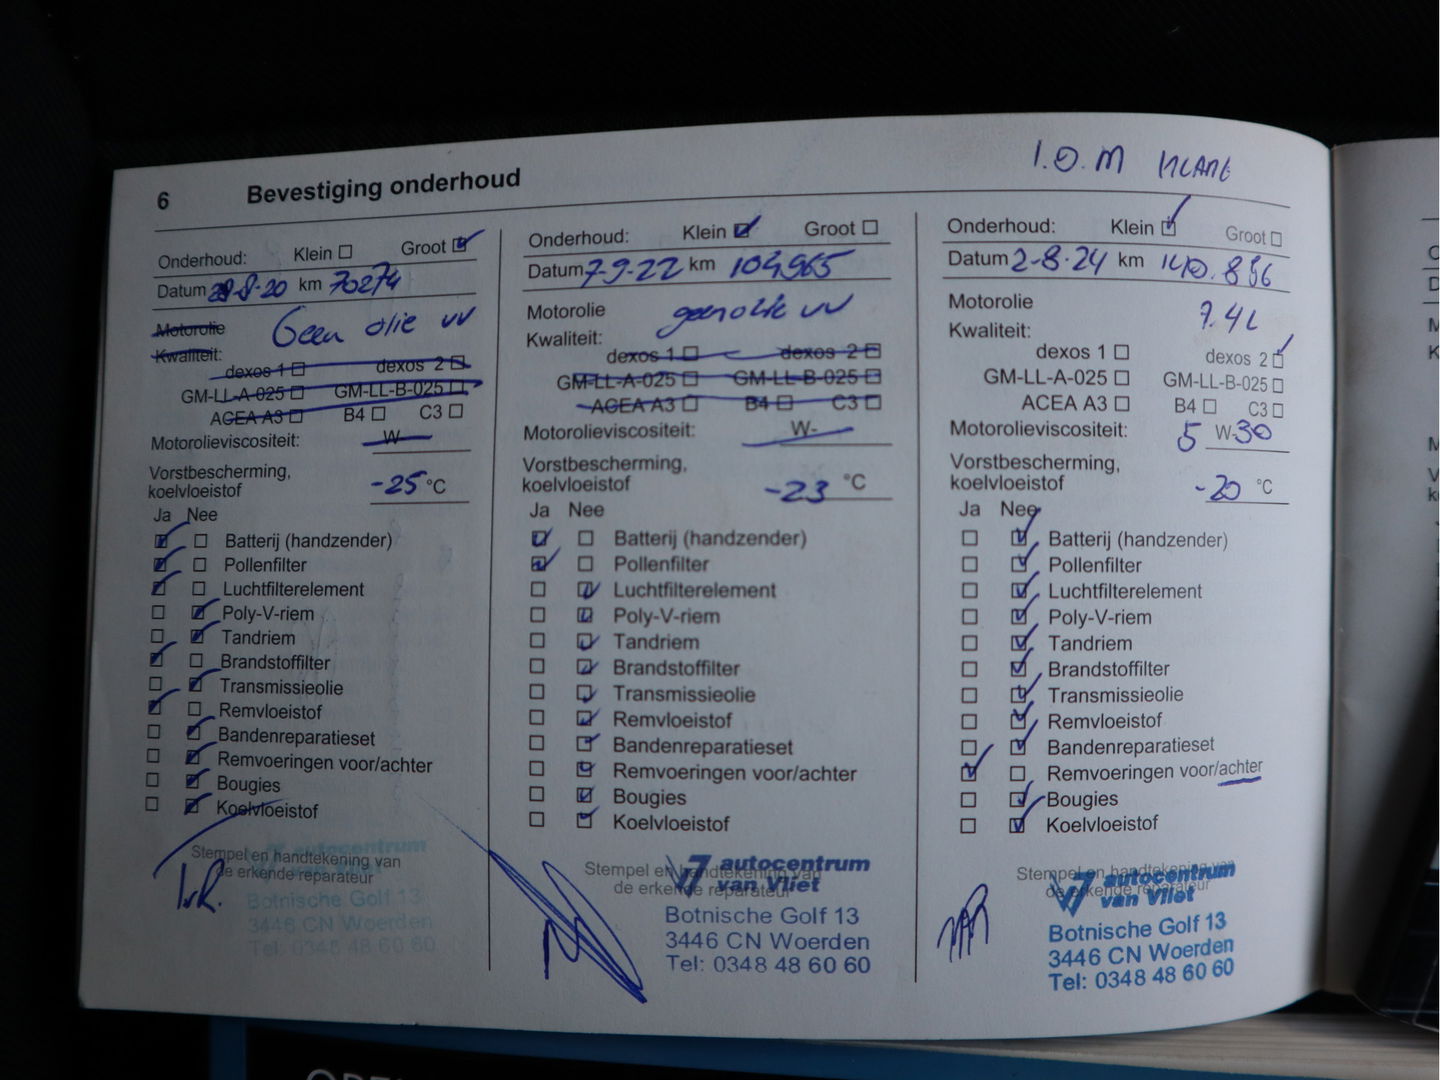 6 Bevestiging onderhoud
I.O.M KLANT
Onderhoud: Klein Groot
Datum 28-8-20 km 70274
Geen olie vv
Motorolie
Kwaliteit:
dexos 1 dexos 2
GM-LL-A-025 GM-LL-B-025
ACEA A3 B4 C3
Motorolieviscositeit: W-
Vorstbescherming,
koelvloeistof -25 °C
Ja Nee
Batterij (handzender)
Pollenfilter
Luchtfilterelement
Poly-V-riem
Tandriem
Brandstoffilter
Transmissieolie
Remvloeistof
Bandenreparatieset
Remvoeringen voor/achter
Bougies
Koelvloeistof
Stempel en handtekening van
de erkende reparateur
autocentrum
van Vliet
Botnische Golf 13
3446 CN Woerden
Tel: 0348 48 60 60
Onderhoud: Klein Groot
Datum 7-9-22 km 104965
Motorolie geen olie vv
Kwaliteit:
dexos 1 dexos 2
GM-LL-A-025 GM-LL-B-025
ACEA A3 B4 C3
Motorolieviscositeit: W-
Vorstbescherming,
koelvloeistof -23 °C
Ja Nee
Batterij (handzender)
Pollenfilter
Luchtfilterelement
Poly-V-riem
Tandriem
Brandstoffilter
Transmissieolie
Remvloeistof
Bandenreparatieset
Remvoeringen voor/achter
Bougies
Koelvloeistof
Stempel en handtekening van
de erkende reparateur
autocentrum
van Vliet
Botnische Golf 13
3446 CN Woerden
Tel: 0348 48 60 60
Onderhoud: Klein Groot
Datum 2-8-24 km 140.856
Motorolie 7.4L
Kwaliteit:
dexos 1 dexos 2
GM-LL-A-025 GM-LL-B-025
ACEA A3 B4 C3
Motorolieviscositeit: 5 W-30
Vorstbescherming,
koelvloeistof -20 °C
Ja Nee
Batterij (handzender)
Pollenfilter
Luchtfilterelement
Poly-V-riem
Tandriem
Brandstoffilter
Transmissieolie
Remvloeistof
Bandenreparatieset
Remvoeringen voor/achter
Bougies
Koelvloeistof
Stempel en handtekening van
de erkende reparateur
autocentrum
van Vliet
Botnische Golf 13
3446 CN Woerden
Tel: 0348 48 60 60